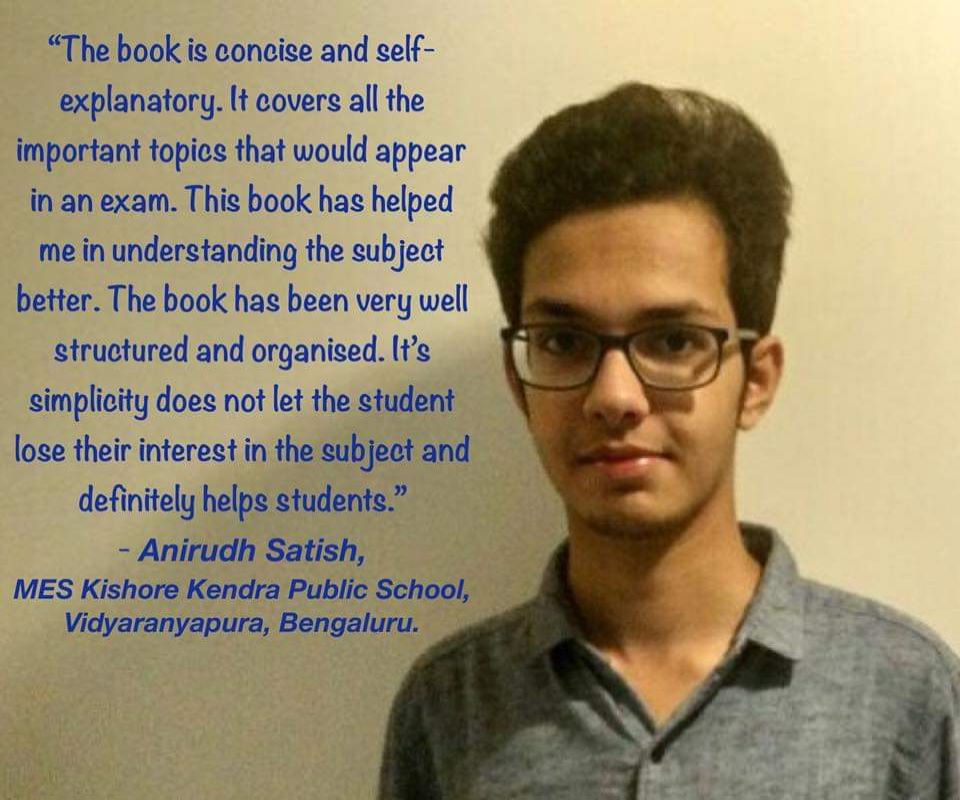 “The book is concise and self-
explanatory. It covers all the
important topics that would appear
in an exam. This book has helped
me in understanding the subject
better. The book has been very well
structured and organised. It’s
simplicity does not let the student
lose their interest in the subject and
definitely helps students.”
- Anirudh Satish,
MES Kishore Kendra Public School,
Vidyaranyapura, Bengaluru.